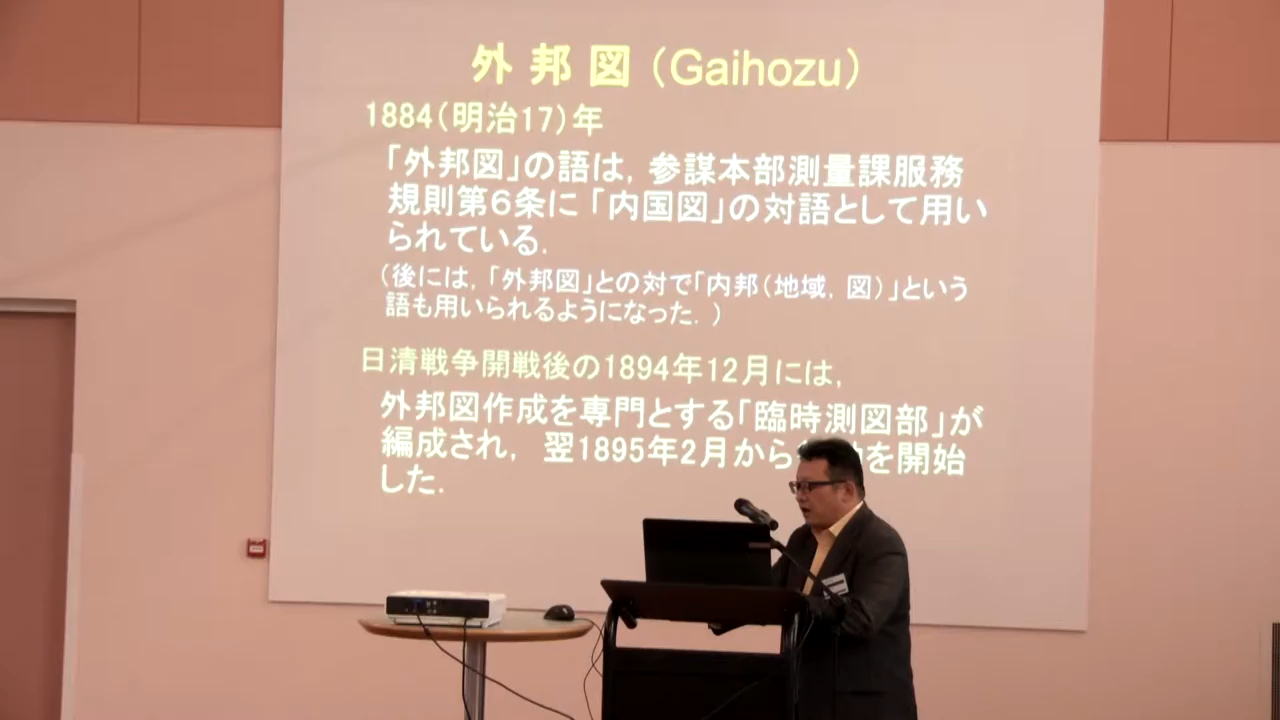 外邦図（Gaihozu）
1884（明治17）年
「外邦図」の語は，参謀本部測量課服務
規則第６条に「内国図」の対語として用い
られている．
（後には，「外邦図」との対で「内邦（地域，図）」という
語も用いられるようになった．）
日清戦争開戦後の1894年12月には，
外邦図作成を専門とする「臨時測図部」が
編成され，翌1895年2月から を開始
した．